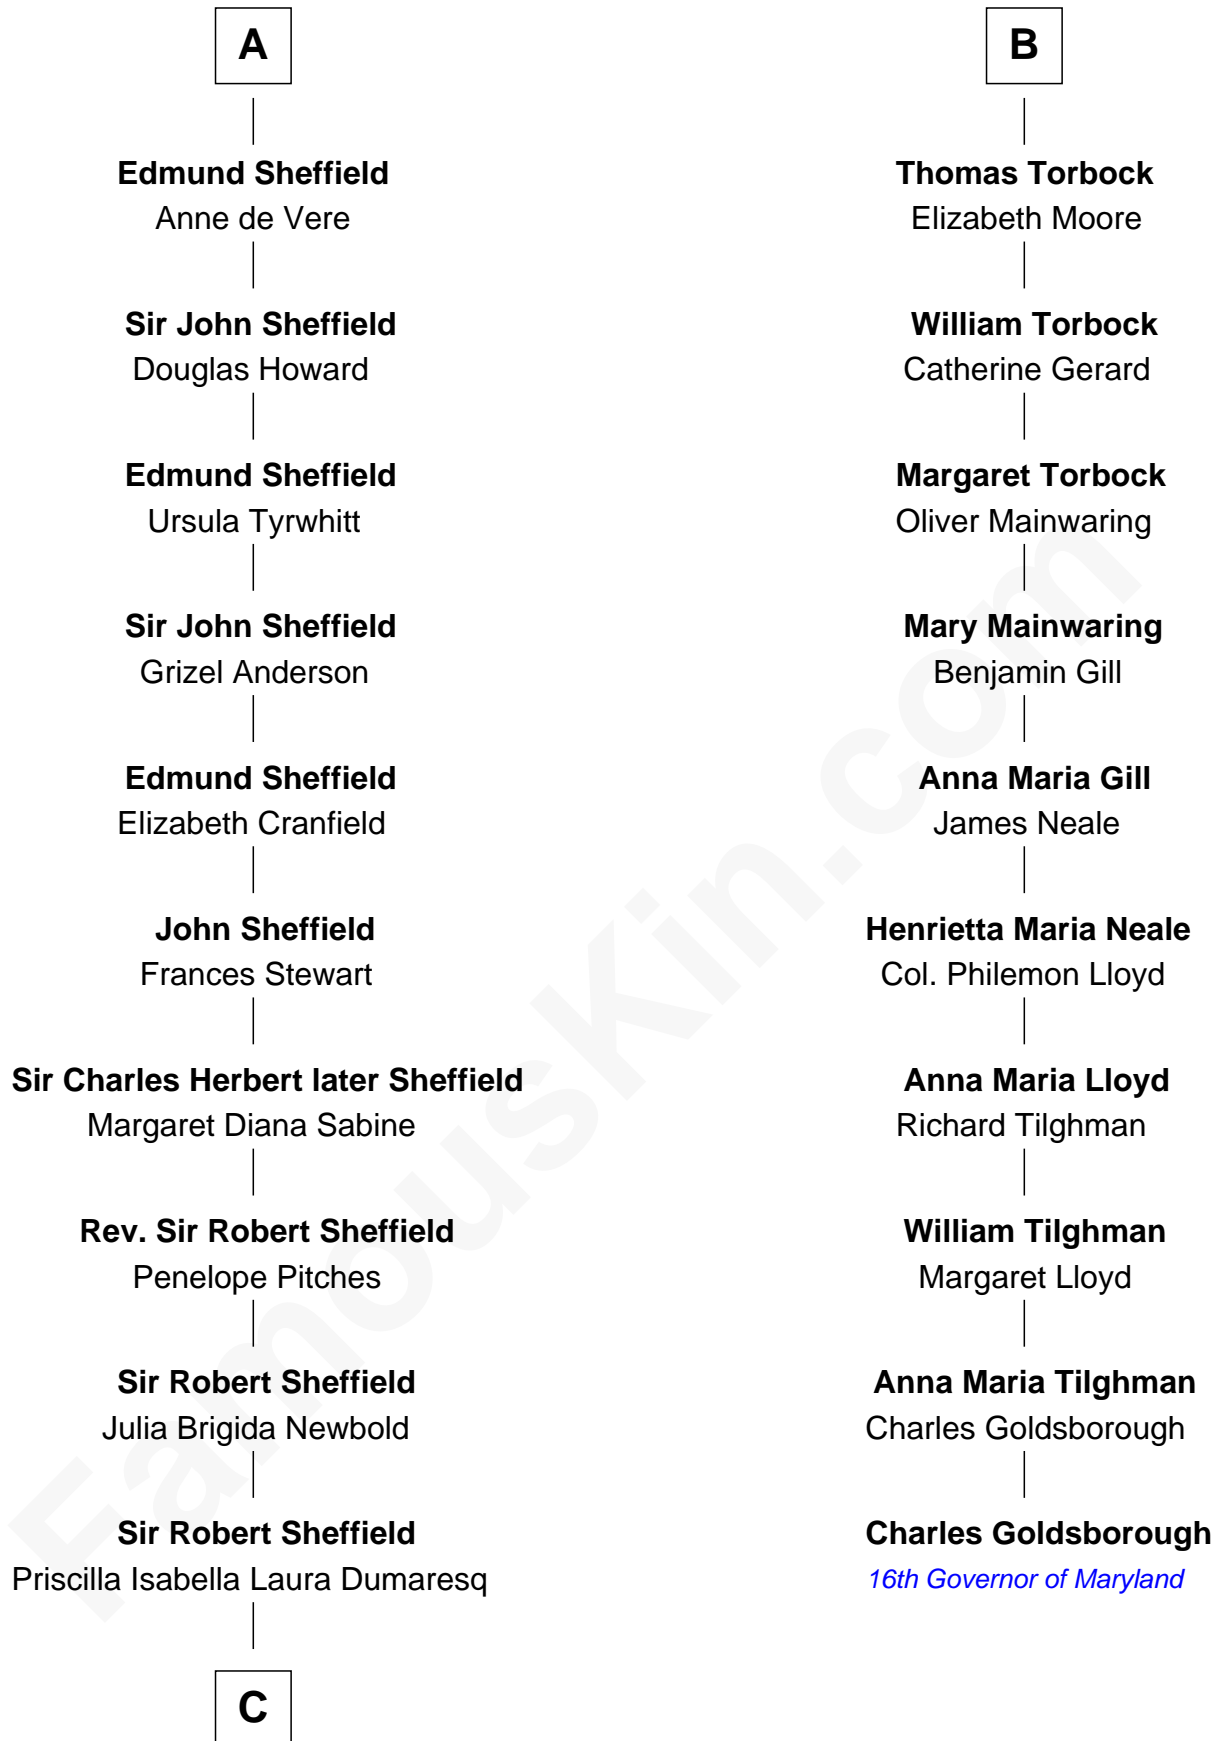 A
Edmund Sheffield
Anne de Vere
Sir John Sheffield
Douglas Howard
Edmund Sheffield
Ursula Tyrwhitt
Sir John Sheffield
Grizel Anderson
Edmund Sheffield
Elizabeth Cranfield
John Sheffield
Frances Stewart
Sir Charles Herbert later Sheffield
Margaret Diana Sabine
Rev. Sir Robert Sheffield
Penelope Pitches
Sir Robert Sheffield
Julia Brigida Newbold
Sir Robert Sheffield
Priscilla Isabella Laura Dumaresq
C
B
Thomas Torbock
Elizabeth Moore
William Torbock
Catherine Gerard
Margaret Torbock
Oliver Mainwaring
Mary Mainwaring
Benjamin Gill
Anna Maria Gill
James Neale
Henrietta Maria Neale
Col. Philemon Lloyd
Anna Maria Lloyd
Richard Tilghman
William Tilghman
Margaret Lloyd
Anna Maria Tilghman
Charles Goldsborough
Charles Goldsborough
16th Governor of Maryland
FamousKin.com